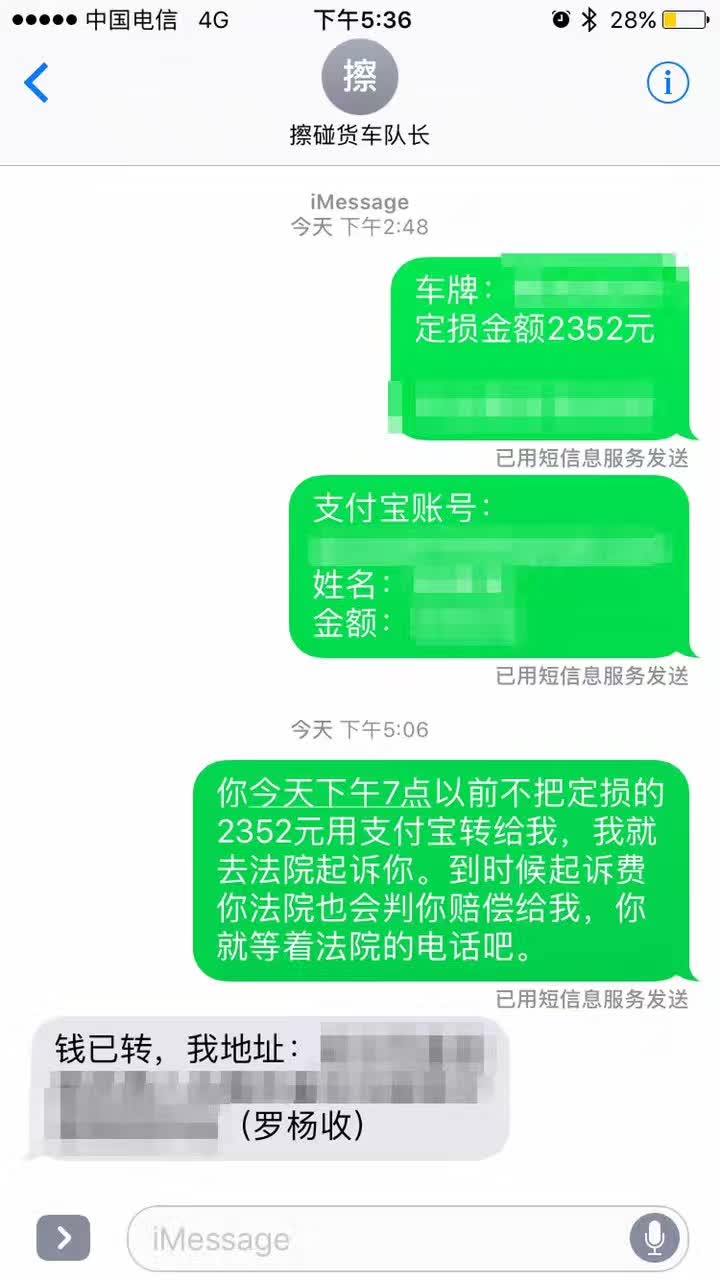 中国电信 4G 下午5:36 28%
擦
擦碰货车队长
iMessage
今天 下午2:48
车牌：
定损金额2352元
已用短信息服务发送
支付宝账号：
姓名：
金额：
已用短信息服务发送
今天 下午5:06
你今天下午7点以前不把定损的
2352元用支付宝转给我，我就
去法院起诉你。到时候起诉费
你法院也会判你赔偿给我，你
就等着法院的电话吧。
已用短信息服务发送
钱已转，我地址：
（罗杨收）
iMessage